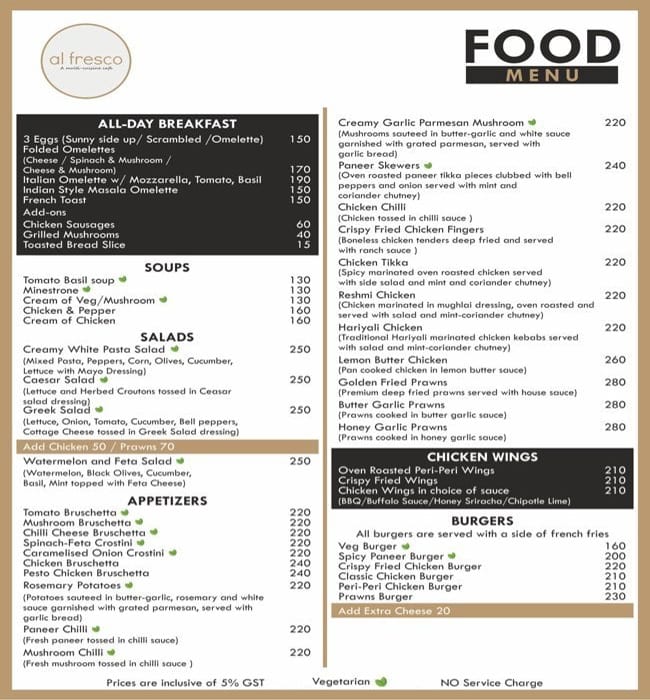 al fresco
A multi-cuisine cafe
FOOD
MENU
ALL-DAY BREAKFAST
3 Eggs (Sunny side up/ Scrambled /Omelette) 150
Folded Omelettes
(Cheese / Spinach & Mushroom /
Cheese & Mushroom) 170
Italian Omelette w/ Mozzarella, Tomato, Basil 190
Indian Style Masala Omelette 150
French Toast 150
Add-ons
Chicken Sausages 60
Grilled Mushrooms 40
Toasted Bread Slice 15
SOUPS
Tomato Basil soup 130
Minestrone 130
Cream of Veg/Mushroom 130
Chicken & Pepper 160
Cream of Chicken 160
SALADS
Creamy White Pasta Salad 250
(Mixed Pasta, Peppers, Corn, Olives, Cucumber,
Lettuce with Mayo Dressing)
Caesar Salad 250
(Lettuce and Herbed Croutons tossed in Ceasar
salad dressing)
Greek Salad 250
(Lettuce, Onion, Tomato, Cucumber, Bell peppers,
Cottage Cheese tossed in Greek Salad dressing)
Add Chicken 50 / Prawns 70
Watermelon and Feta Salad 250
(Watermelon, Black Olives, Cucumber,
Basil, Mint topped with Feta Cheese)
APPETIZERS
Tomato Bruschetta 220
Mushroom Bruschetta 220
Chilli Cheese Bruschetta 220
Spinach-Feta Crostini 220
Caramelised Onion Crostini 220
Chicken Bruschetta 240
Pesto Chicken Bruschetta 240
Rosemary Potatoes 220
(Potatoes sauteed in butter-garlic, rosemary and white
sauce garnished with grated parmesan, served with
garlic bread)
Paneer Chilli 220
(Fresh paneer tossed in chilli sauce)
Mushroom Chilli 220
(Fresh mushroom tossed in chilli sauce )
Creamy Garlic Parmesan Mushroom 220
(Mushrooms sauteed in butter-garlic and white sauce
garnished with grated parmesan, served with
garlic bread)
Paneer Skewers 240
(Oven roasted paneer tikka pieces clubbed with bell
peppers and onion served with mint and
coriander chutney)
Chicken Chilli 220
(Chicken tossed in chilli sauce )
Crispy Fried Chicken Fingers 220
(Boneless chicken tenders deep fried and served
with ranch sauce )
Chicken Tikka 220
(Spicy marinated oven roasted chicken served
with side salad and mint and coriander chutney)
Reshmi Chicken 220
(Chicken marinated in mughlai dressing, oven roasted and
served with salad and mint-coriander chutney)
Hariyali Chicken 220
(Traditional Hariyali marinated chicken kebabs served
with salad and mint-coriander chutney)
Lemon Butter Chicken 260
(Pan cooked chicken in lemon butter sauce)
Golden Fried Prawns 280
(Premium deep fried prawns served with house sauce)
Butter Garlic Prawns 280
(Prawns cooked in butter garlic sauce)
Honey Garlic Prawns 280
(Prawns cooked in honey garlic sauce)
CHICKEN WINGS
Oven Roasted Peri-Peri Wings 210
Crispy Fried Wings 210
Chicken Wings in choice of sauce 210
(BBQ/Buffalo Sauce/Honey Sriracha/Chipotle Lime)
BURGERS
All burgers are served with a side of french fries
Veg Burger 160
Spicy Paneer Burger 200
Crispy Fried Chicken Burger 220
Classic Chicken Burger 210
Peri-Peri Chicken Burger 210
Prawns Burger 230
Add Extra Cheese 20
Prices are inclusive of 5% GST Vegetarian NO Service Charge